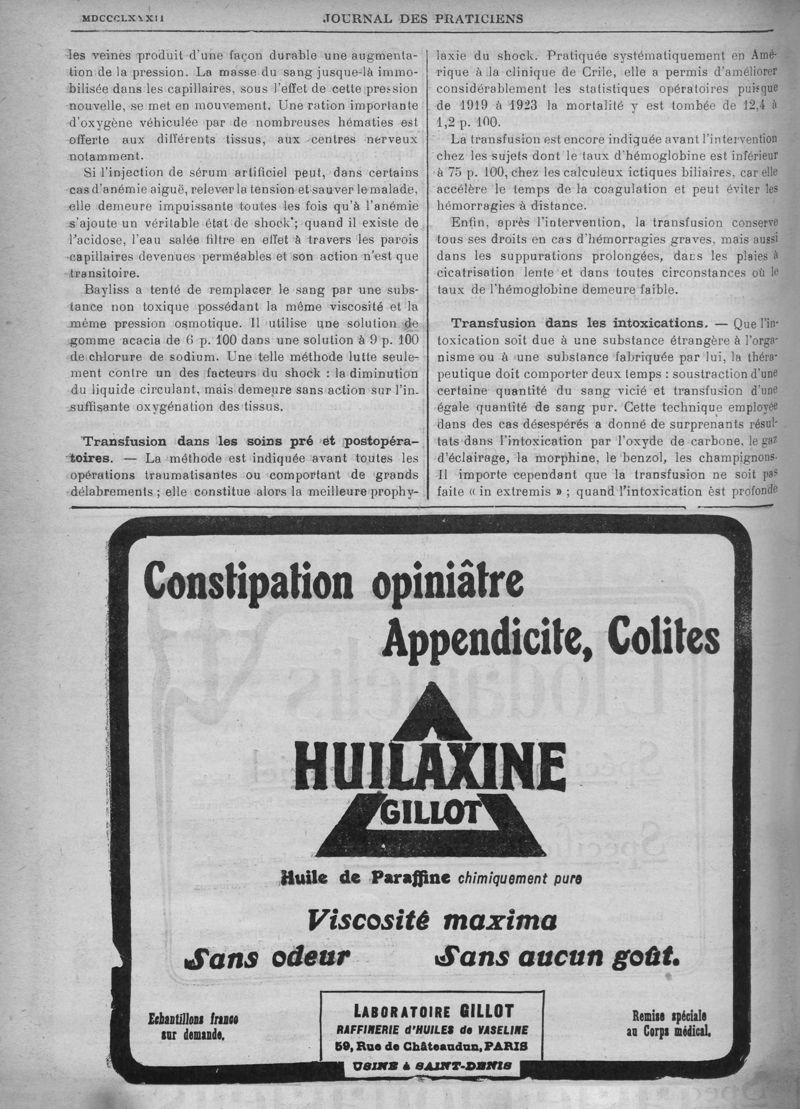 MDCCCLXXXII
JOURNAL DES PRATICIENS
les veines produit d'une façon durable une augmenta-
tion de la pression. La masse du sang jusque-là immo-
bilisée dans les capillaires, sous l'effet de cette pression
nouvelle, se met en mouvement. Une ration importante
d'oxygène véhiculée par de nombreuses hématies est
offerte aux différents tissus, aux centres nerveux
notamment.
Si l'injection de sérum artificiel peut, dans certains
cas d'anémie aiguë, relever la tension et sauver le malade,
elle demeure impuissante toutes les fois qu'à l'anémie
s'ajoute un véritable état de shock ; quand il existe de
l'acidose, l'eau salée filtre en effet à travers les parois
capillaires devenues perméables et son action n'est que
transitoire.
Bayliss a tenté de remplacer le sang par une subs-
tance non toxique possédant la même viscosité et la
même pression osmotique. Il utilise une solution de
gomme acacia de 6 p. 100 dans une solution à 9 p. 100
de chlorure de sodium. Une telle méthode lutte seule-
ment contre un des facteurs du shock : la diminution
du liquide circulant, mais demeure sans action sur l'in-
suffisante oxygénation des tissus.
Transfusion dans les soins pré et postopéra-
toires. — La méthode est indiquée avant toutes les
opérations traumatisantes ou comportant de grands
délabrements ; elle constitue alors la meilleure prophy-
laxie du shock. Pratiquée systématiquement en Amé-
rique à la clinique de Crile, elle a permis d'améliorer
considérablement les statistiques opératoires puisque
de 1919 à 1923 la mortalité y est tombée de 12,4 à
1,2 p. 100.
La transfusion est encore indiquée avant l'intervention
chez les sujets dont le taux d'hémoglobine est inférieur
à 75 p. 100, chez les calculeux ictiques biliaires, car elle
accélère le temps de la coagulation et peut éviter les
hémorragies à distance.
Enfin, après l'intervention, la transfusion conserve
tous ses droits en cas d'hémorragies graves, mais aussi
dans les suppurations prolongées, dans les plaies à
cicatrisation lente et dans toutes circonstances où le
taux de l'hémoglobine demeure faible.
Transfusion dans les intoxications. — Que l'in-
toxication soit due à une substance étrangère à l'orga-
nisme ou à une substance fabriquée par lui, la théra-
peutique doit comporter deux temps : soustraction d'une
certaine quantité du sang vicié et transfusion d'une
égale quantité de sang pur. Cette technique employée
dans des cas désespérés a donné de surprenants résul-
tats dans l'intoxication par l'oxyde de carbone, le gaz
d'éclairage, la morphine, le benzol, les champignons.
Il importe cependant que la transfusion ne soit pas
faite « in extremis » ; quand l'intoxication est profonde
Constipation opiniâtre
Appendicite, Colites
HUILAXINE
GILLOT
Huile de Paraffine chimiquement pure
Viscosité maxima
Sans odeur Sans aucun goût.
Echantillons franco
sur demande.
LABORATOIRE GILLOT
RAFFINERIE d'HUILES de VASELINE
59, Rue de Châteaudun, PARIS
USINE à SAINT-DENIS
Remise spéciale
au Corps médical.